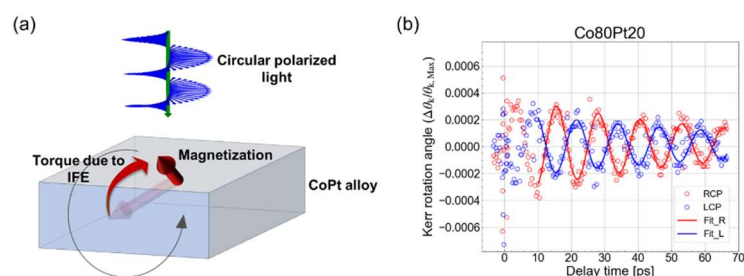 (a)
Circular polarized
light
Torque due to
IFE
Magnetization
CoPt alloy
(b)
Co80Pt20
Kerr rotation angle (Δθk/θk,Max)
0.0006
0.0004
0.0002
0.0000
−0.0002
−0.0004
−0.0006
RCP
LCP
Fit_R
Fit_L
0 10 20 30 40 50 60 70
Delay time [ps]